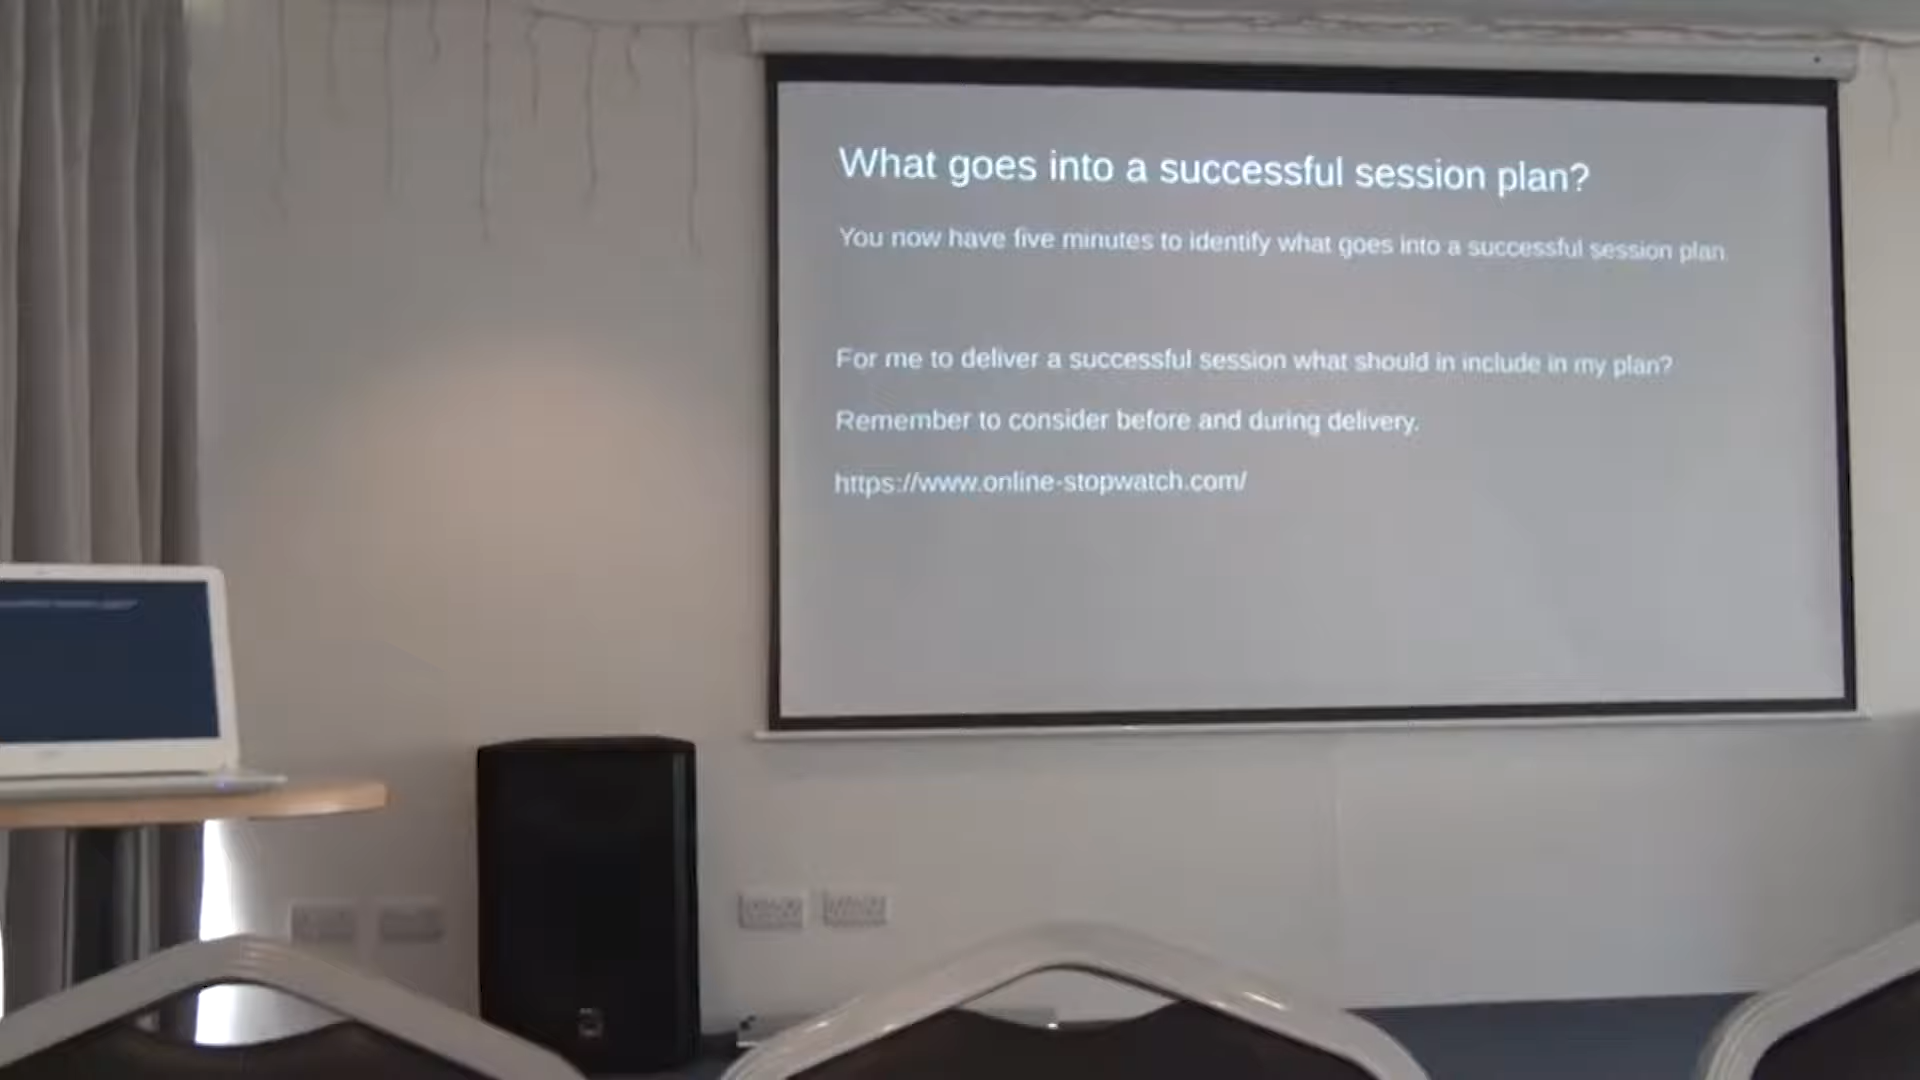 What goes into a successful session plan?
You now have five minutes to identify what goes into a successful session plan.
For me to deliver a successful session what should in include in my plan?
Remember to consider before and during delivery.
https://www.online-stopwatch.com/